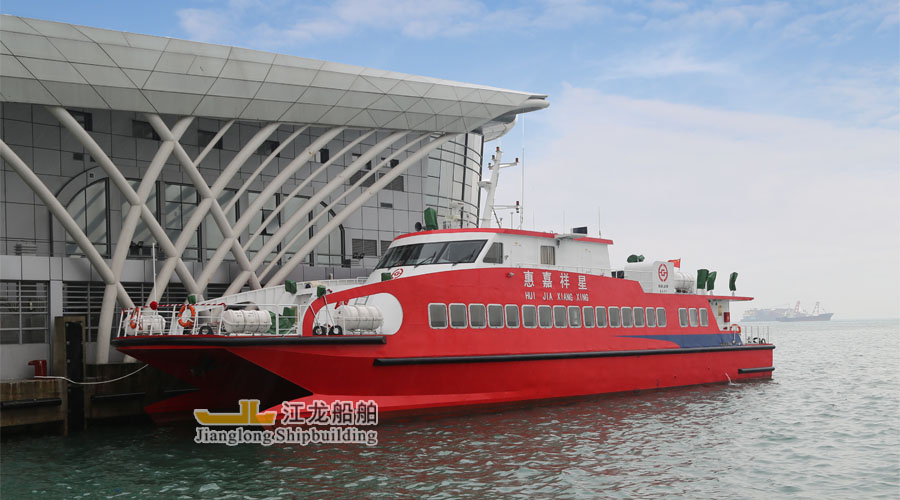 惠嘉祥星
HUI JIA XIANG XING
江龙船舶
Jianglong Shipbuilding